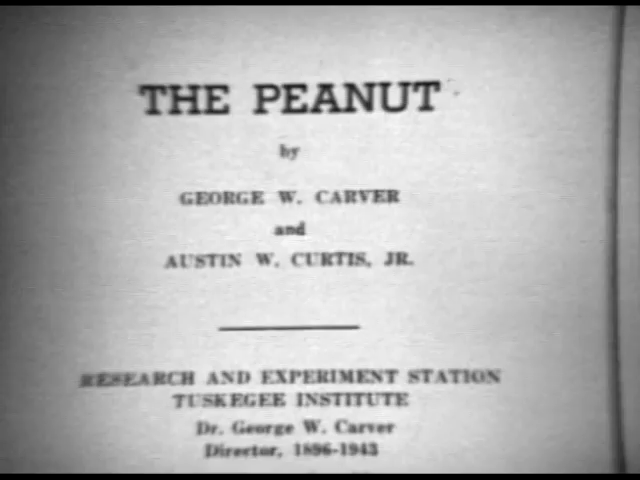 THE PEANUT
by
GEORGE W. CARVER
and
AUSTIN W. CURTIS, JR.
RESEARCH AND EXPERIMENT STATION
TUSKEGEE INSTITUTE
Dr. George W. Carver
Director, 1896-1943